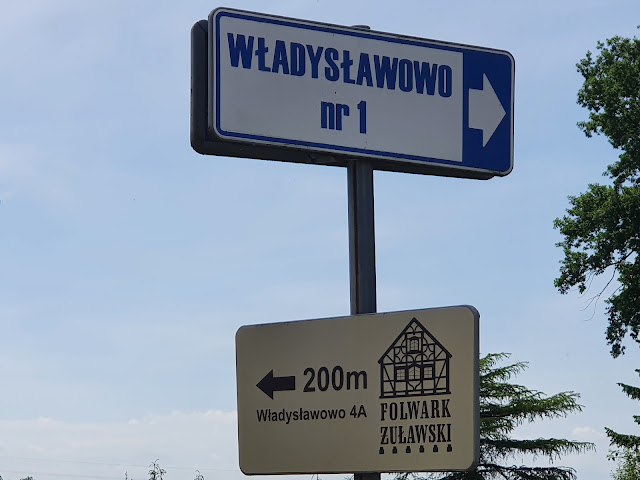 WŁADYSŁAWOWO
nr 1
200m
Władysławowo 4A
FOLWARK
ŻUŁAWSKI